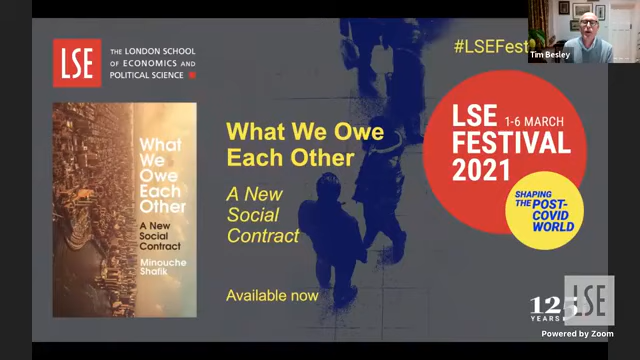 LSE
THE LONDON SCHOOL
OF ECONOMICS AND
POLITICAL SCIENCE
#LSEFest
Tim Besley
What We Owe
Each Other
A New
Social
Contract
Available now
What
We
Owe
Each
Other
A New
Social
Contract
Minouche
Shafik
LSE 1-6 MARCH
FESTIVAL
2021
SHAPING
THE POST-
COVID
WORLD
125
YEARS
LSE
Powered by Zoom